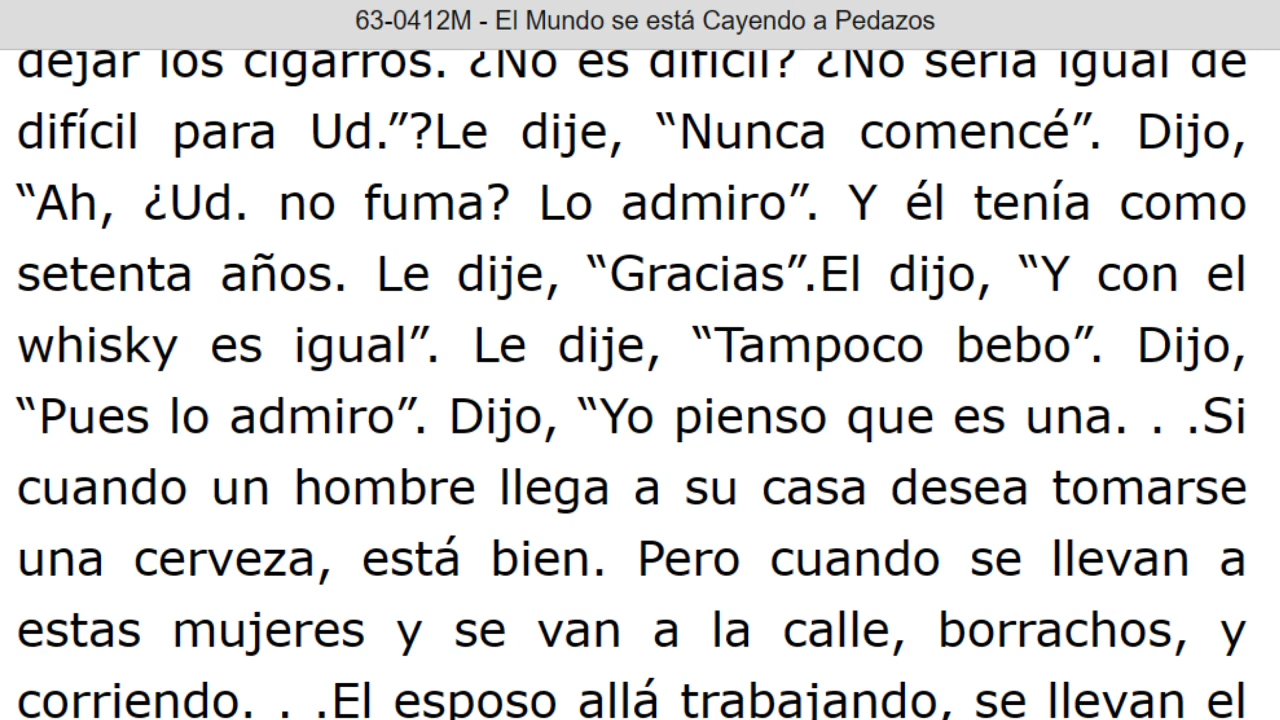 63-0412M - El Mundo se está Cayendo a Pedazos
dejar los cigarros. ¿No es difícil? ¿No sería igual de
difícil para Ud.”?Le dije, “Nunca comencé”. Dijo,
“Ah, ¿Ud. no fuma? Lo admiro”. Y él tenía como
setenta años. Le dije, “Gracias”.El dijo, “Y con el
whisky es igual”. Le dije, “Tampoco bebo”. Dijo,
“Pues lo admiro”. Dijo, “Yo pienso que es una. . .Si
cuando un hombre llega a su casa desea tomarse
una cerveza, está bien. Pero cuando se llevan a
estas mujeres y se van a la calle, borrachos, y
corriendo. . .El esposo allá trabajando, se llevan el